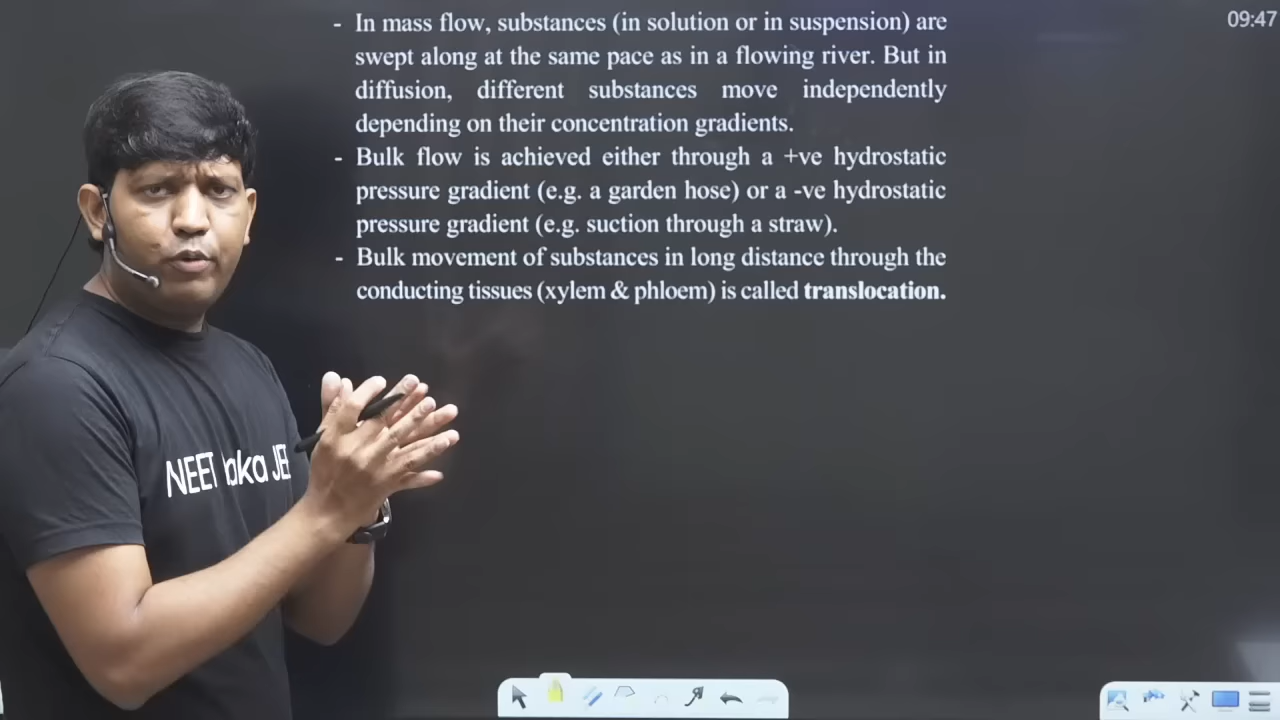 - In mass flow, substances (in solution or in suspension) are
swept along at the same pace as in a flowing river. But in
diffusion, different substances move independently
depending on their concentration gradients.
- Bulk flow is achieved either through a +ve hydrostatic
pressure gradient (e.g. a garden hose) or a -ve hydrostatic
pressure gradient (e.g. suction through a straw).
- Bulk movement of substances in long distance through the
conducting tissues (xylem & phloem) is called translocation.
09:47
NEET kaka JEE